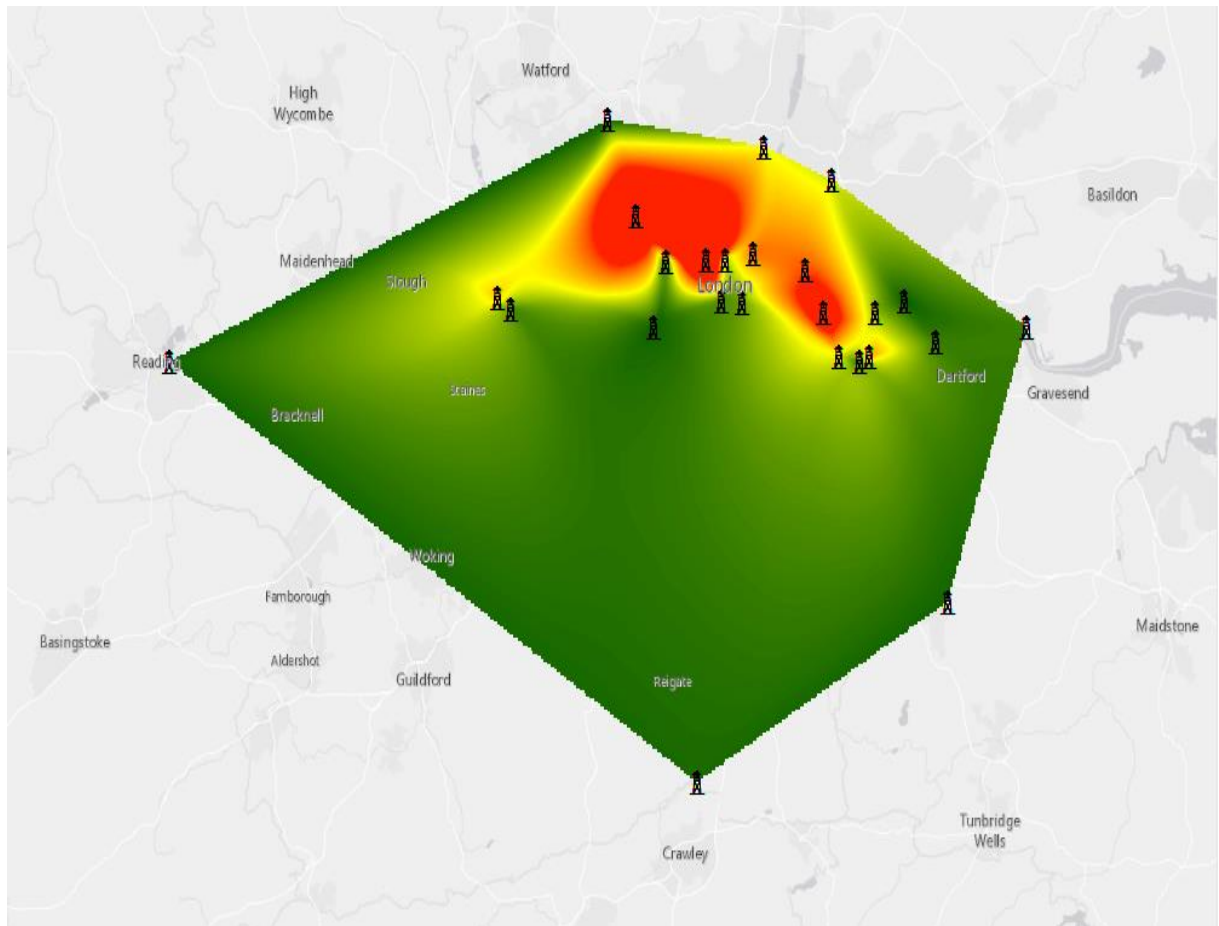 Watford
High
Wycombe
Basildon
Maidenhead
Slough
London
Reading
Dartford
Staines
Gravesend
Bracknell
Woking
Farnborough
Basingstoke
Maidstone
Aldershot
Guildford
Reigate
Tunbridge
Wells
Crawley